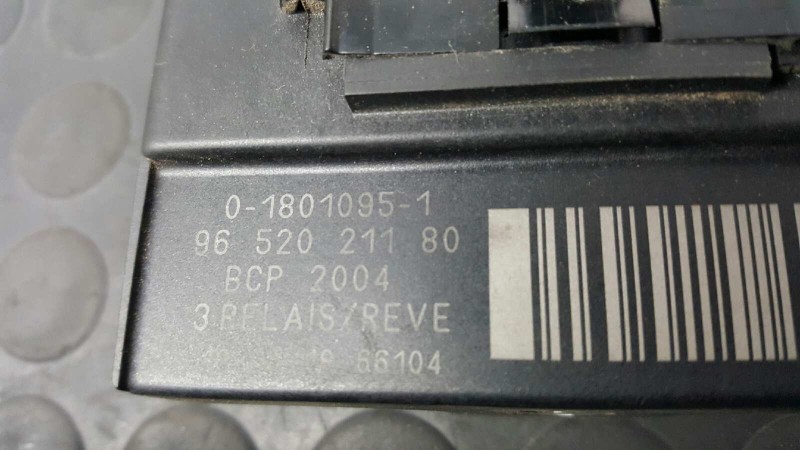 0-1801095-1
96 520 211 80
BCP 2004
3 RELAIS/REVE
66104